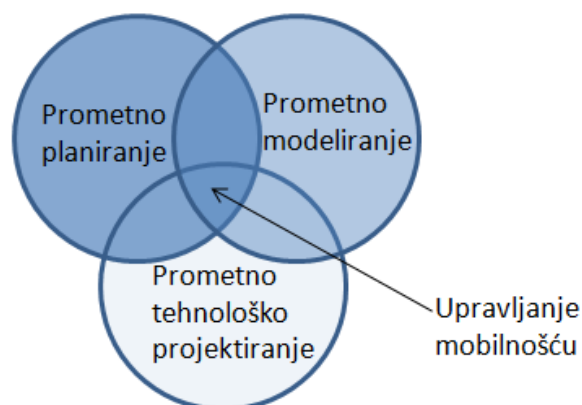 Prometno
planiranje
Prometno
modeliranje
Prometno
tehnološko
projektiranje
Upravljanje
mobilnošću